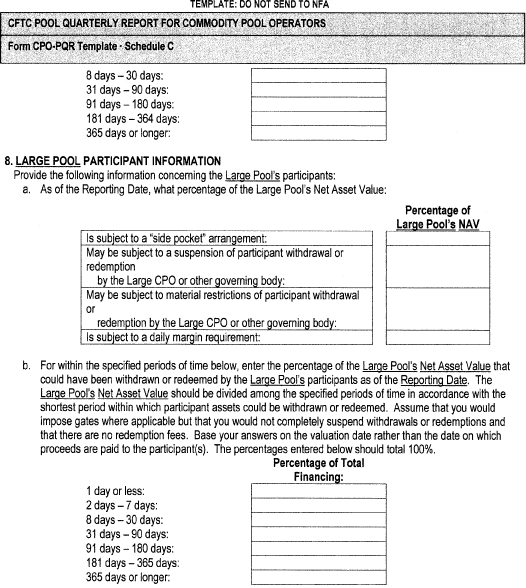 TEMPLATE: DO NOT SEND TO NFA
CFTC POOL QUARTERLY REPORT FOR COMMODITY POOL OPERATORS
Form CPO-PQR Template · Schedule C
8 days – 30 days:
31 days – 90 days:
91 days – 180 days:
181 days – 364 days:
365 days or longer:
8. LARGE POOL PARTICIPANT INFORMATION
Provide the following information concerning the Large Pool's participants:
a. As of the Reporting Date, what percentage of the Large Pool's Net Asset Value:
Percentage of
Large Pool's NAV
Is subject to a "side pocket" arrangement:
May be subject to a suspension of participant withdrawal or
redemption
by the Large CPO or other governing body:
May be subject to material restrictions of participant withdrawal
or
redemption by the Large CPO or other governing body:
Is subject to a daily margin requirement:
b. For within the specified periods of time below, enter the percentage of the Large Pool's Net Asset Value that
could have been withdrawn or redeemed by the Large Pool's participants as of the Reporting Date. The
Large Pool's Net Asset Value should be divided among the specified periods of time in accordance with the
shortest period within which participant assets could be withdrawn or redeemed. Assume that you would
impose gates where applicable but that you would not completely suspend withdrawals or redemptions and
that there are no redemption fees. Base your answers on the valuation date rather than the date on which
proceeds are paid to the participant(s). The percentages entered below should total 100%.
Percentage of Total
Financing:
1 day or less:
2 days – 7 days:
8 days – 30 days:
31 days – 90 days:
91 days – 180 days:
181 days – 365 days:
365 days or longer: